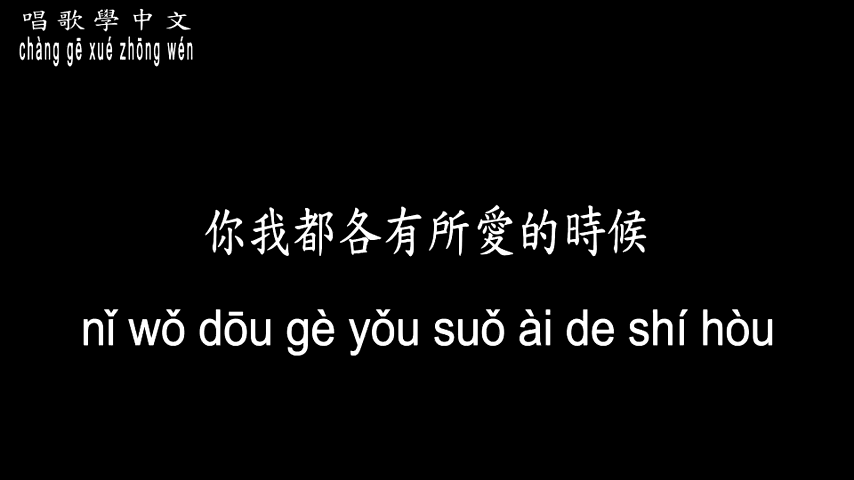 唱歌學中文
chàng gē xué zhōng wén
你我都各有所愛的時候
nǐ wǒ dōu gè yǒu suǒ ài de shí hòu